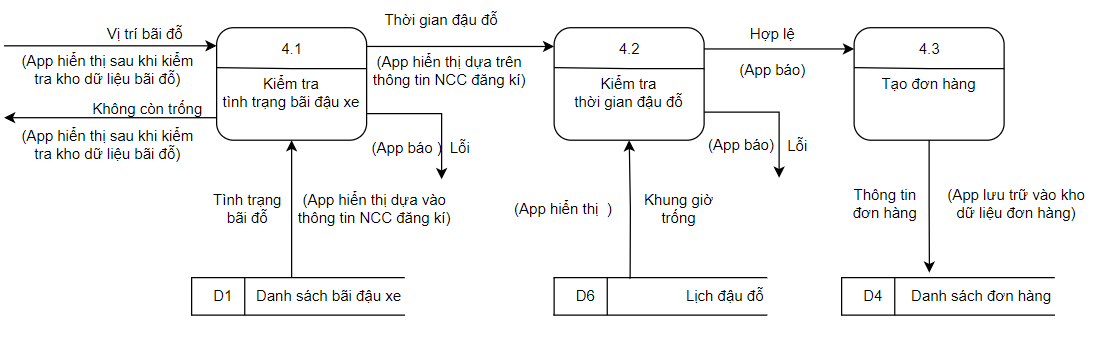 Vị trí bãi đỗ
(App hiển thị sau khi kiểm
tra kho dữ liệu bãi đỗ)
Không còn trống
(App hiển thị sau khi kiểm
tra kho dữ liệu bãi đỗ)
4.1
Kiểm tra
tình trạng bãi đậu xe
Thời gian đậu đỗ
(App hiển thị dựa trên
thông tin NCC đăng kí)
(App báo ) Lỗi
Tình trạng
bãi đỗ
(App hiển thị dựa vào
thông tin NCC đăng kí)
D1 Danh sách bãi đậu xe
4.2
Kiểm tra
thời gian đậu đỗ
Hợp lệ
(App báo)
(App báo) Lỗi
(App hiển thị )
Khung giờ
trống
D6 Lịch đậu đỗ
4.3
Tạo đơn hàng
Thông tin
đơn hàng
(App lưu trữ vào kho
dữ liệu đơn hàng)
D4 Danh sách đơn hàng